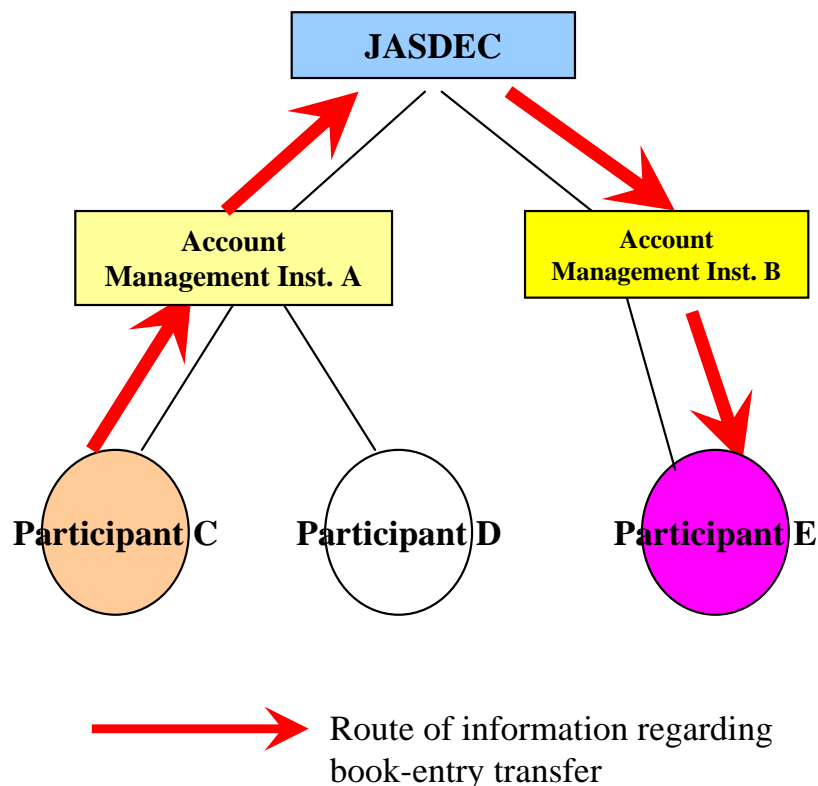 JASDEC
Account
Management Inst. A
Account
Management Inst. B
Participant C
Participant D
Participant E
Route of information regarding
book-entry transfer